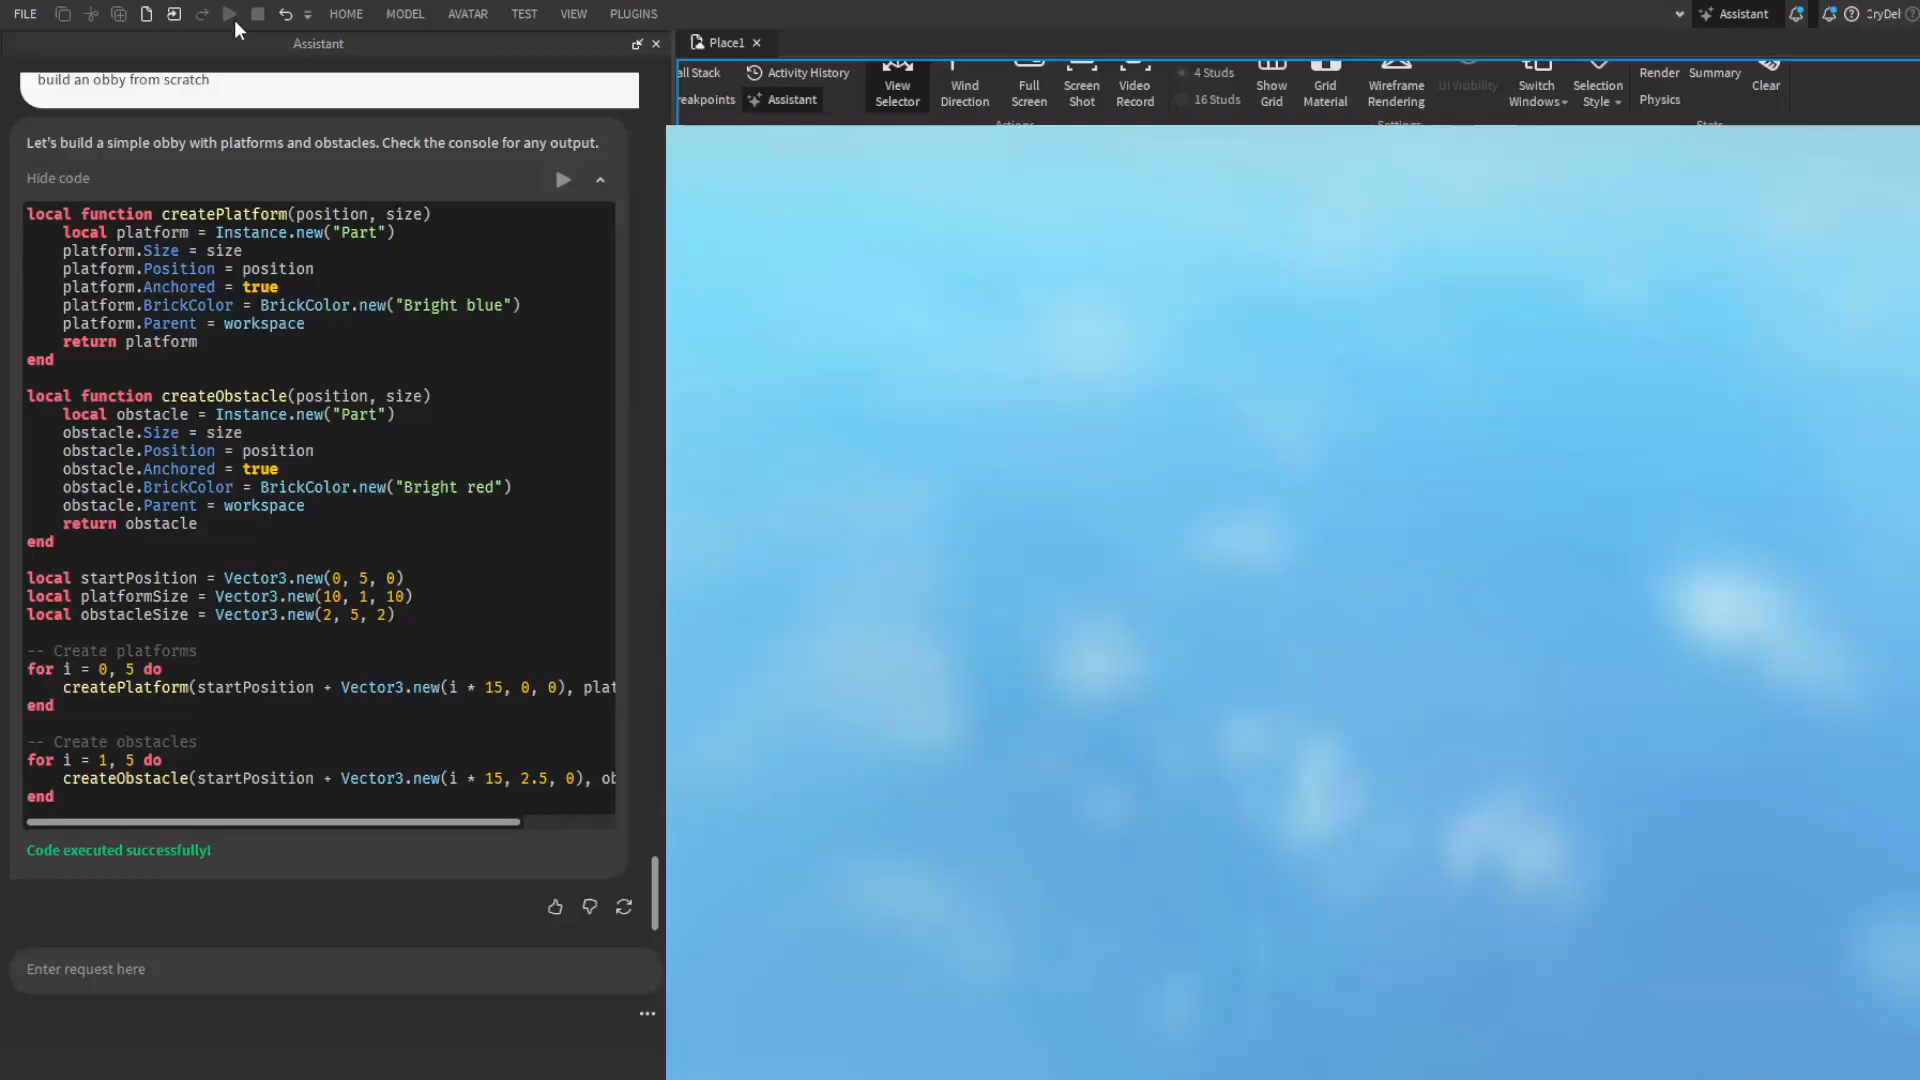 FILE
HOME
MODEL
AVATAR
TEST
VIEW
PLUGINS
Assistant
CryDel
Assistant
Place1
build an obby from scratch
Let's build a simple obby with platforms and obstacles. Check the console for any output.
Hide code
local function createPlatform(position, size)
    local platform = Instance.new("Part")
    platform.Size = size
    platform.Position = position
    platform.Anchored = true
    platform.BrickColor = BrickColor.new("Bright blue")
    platform.Parent = workspace
    return platform
end
local function createObstacle(position, size)
    local obstacle = Instance.new("Part")
    obstacle.Size = size
    obstacle.Position = position
    obstacle.Anchored = true
    obstacle.BrickColor = BrickColor.new("Bright red")
    obstacle.Parent = workspace
    return obstacle
end
local startPosition = Vector3.new(0, 5, 0)
local platformSize = Vector3.new(10, 1, 10)
local obstacleSize = Vector3.new(2, 5, 2)
-- Create platforms
for i = 0, 5 do
    createPlatform(startPosition + Vector3.new(i * 15, 0, 0), plat
end
-- Create obstacles
for i = 1, 5 do
    createObstacle(startPosition + Vector3.new(i * 15, 2.5, 0), ob
end
Code executed successfully!
Enter request here
all Stack
Activity History
eakpoints
Assistant
View
Selector
Wind
Direction
Full
Screen
Screen
Shot
Video
Record
4 Studs
16 Studs
Show
Grid
Grid
Material
Wireframe
Rendering
UI Visibility
Switch
Windows
Selection
Style
Render
Summary
Physics
Clear
Actions
Settings
Stats